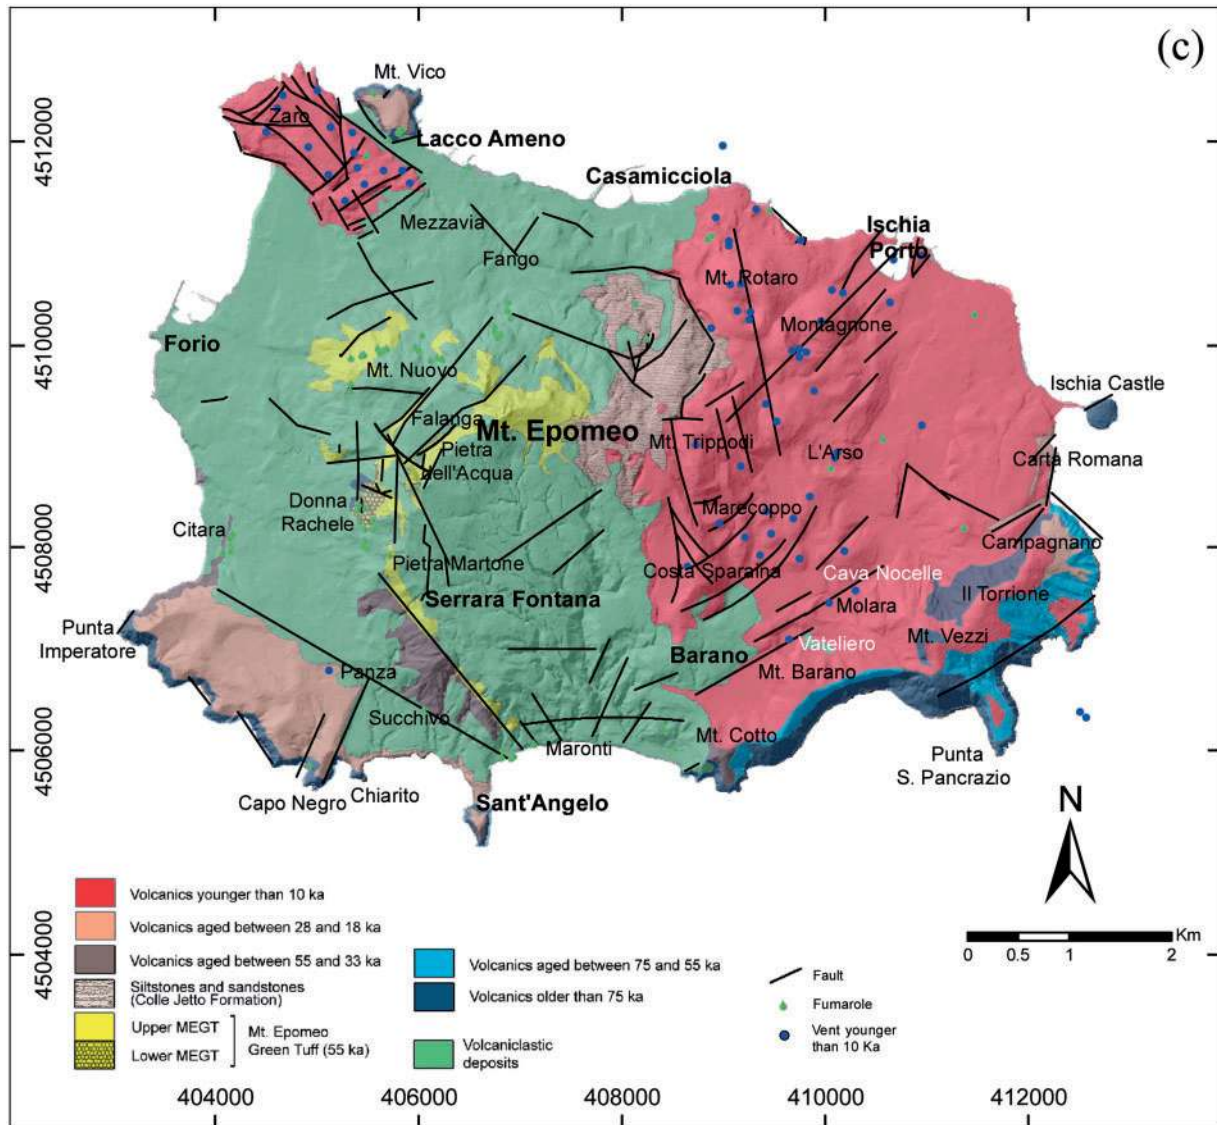 (c)
Mt. Vico
Zaro
Lacco Ameno
4512000
Casamicciola
Mezzavia
Ischia
Porto
Fango
Mt. Rotaro
Montagnone
4510000
Forio
Mt. Nuovo
Ischia Castle
Falanga
Mt. Epomeo
Mt. Trippodi
Pietra
dell'Acqua
L'Arso
Carta Romana
Donna
Rachele
Marecoppo
Citara
4508000
Campagnano
Pietra Martone
Costa Sparaina
Cava Nocelle
Il Torrione
Serrara Fontana
Molara
Punta
Imperatore
Vateliero
Mt. Vezzi
Barano
Panza
Mt. Barano
Succhivo
4506000
Maronti
Mt. Cotto
Punta
S. Pancrazio
Capo Negro
Chiarito
Sant'Angelo
N
Volcanics younger than 10 ka
Volcanics aged between 28 and 18 ka
Volcanics aged between 55 and 33 ka
Siltstones and sandstones
(Colle Jetto Formation)
Upper MEGT
Lower MEGT
Mt. Epomeo
Green Tuff (55 ka)
Volcanics aged between 75 and 55 ka
Volcanics older than 75 ka
Volcaniclastic
deposits
Fault
Fumarole
Vent younger
than 10 Ka
Km
0 0.5 1 2
4504000
404000 406000 408000 410000 412000